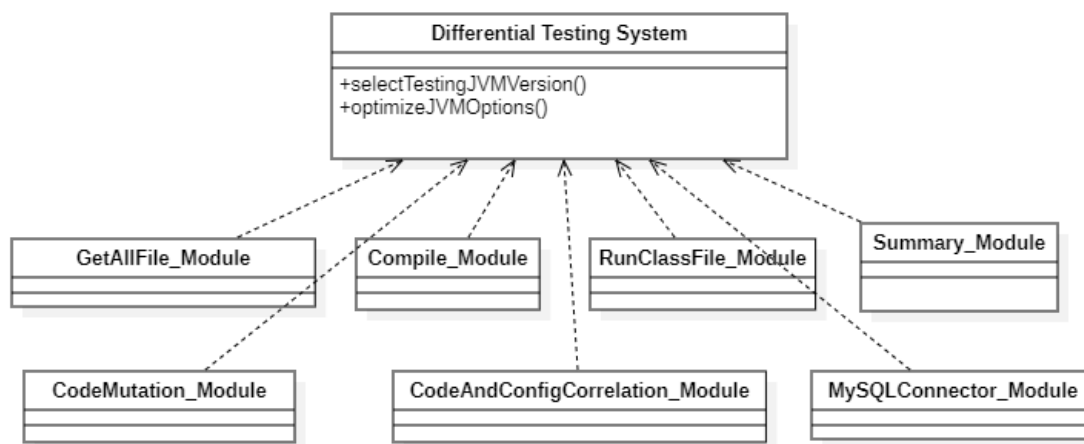 Differential Testing System
+selectTestingJVMVersion()
+optimizeJVMOptions()
GetAllFile_Module
Compile_Module
RunClassFile_Module
Summary_Module
CodeMutation_Module
CodeAndConfigCorrelation_Module
MySQLConnector_Module